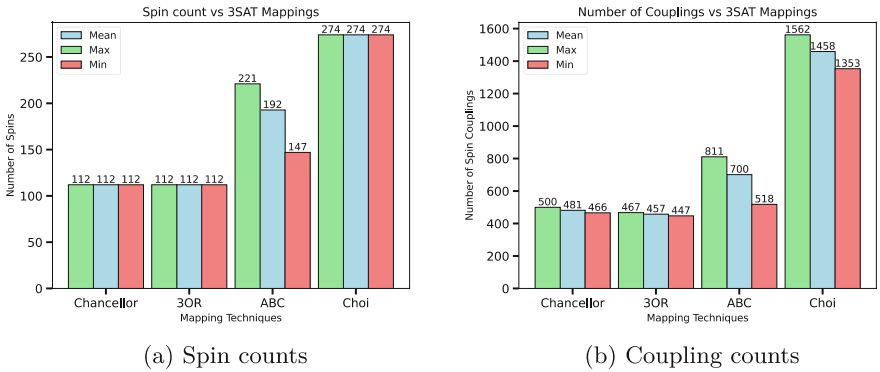 Spin count vs 3SAT Mappings
Mean
Max
Min
274 274 274
221
192
147
112 112 112
112 112 112
250
200
150
100
50
0
Number of Spins
Chancellor 3OR ABC Choi
Mapping Techniques
(a) Spin counts
Number of Couplings vs 3SAT Mappings
Mean
Max
Min
1562
1458
1353
811
700
518
500 481 466
467 457 447
1600
1400
1200
1000
800
600
400
200
0
Number of Spin Couplings
Chancellor 3OR ABC Choi
Mapping Techniques
(b) Coupling counts